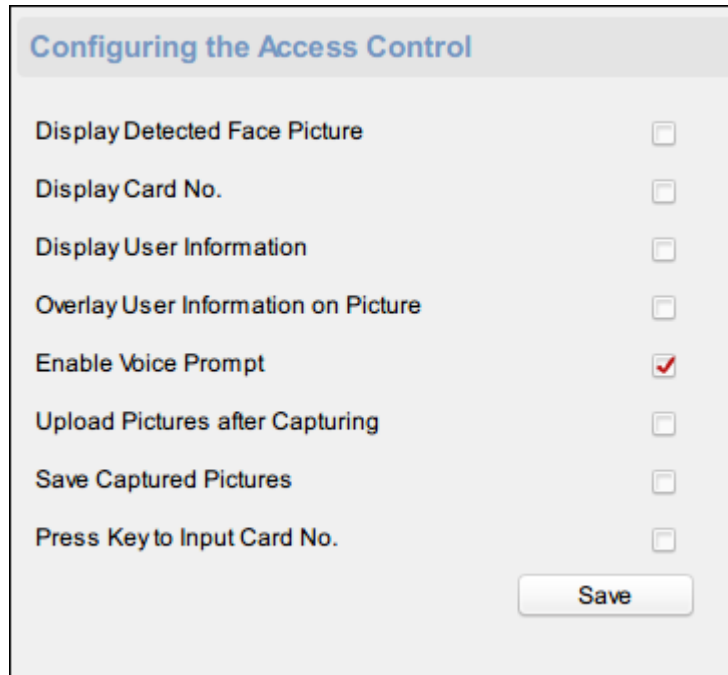 Configuring the Access Control
Display Detected Face Picture
Display Card No.
Display User Information
Overlay User Information on Picture
Enable Voice Prompt
Upload Pictures after Capturing
Save Captured Pictures
Press Key to Input Card No.
Save